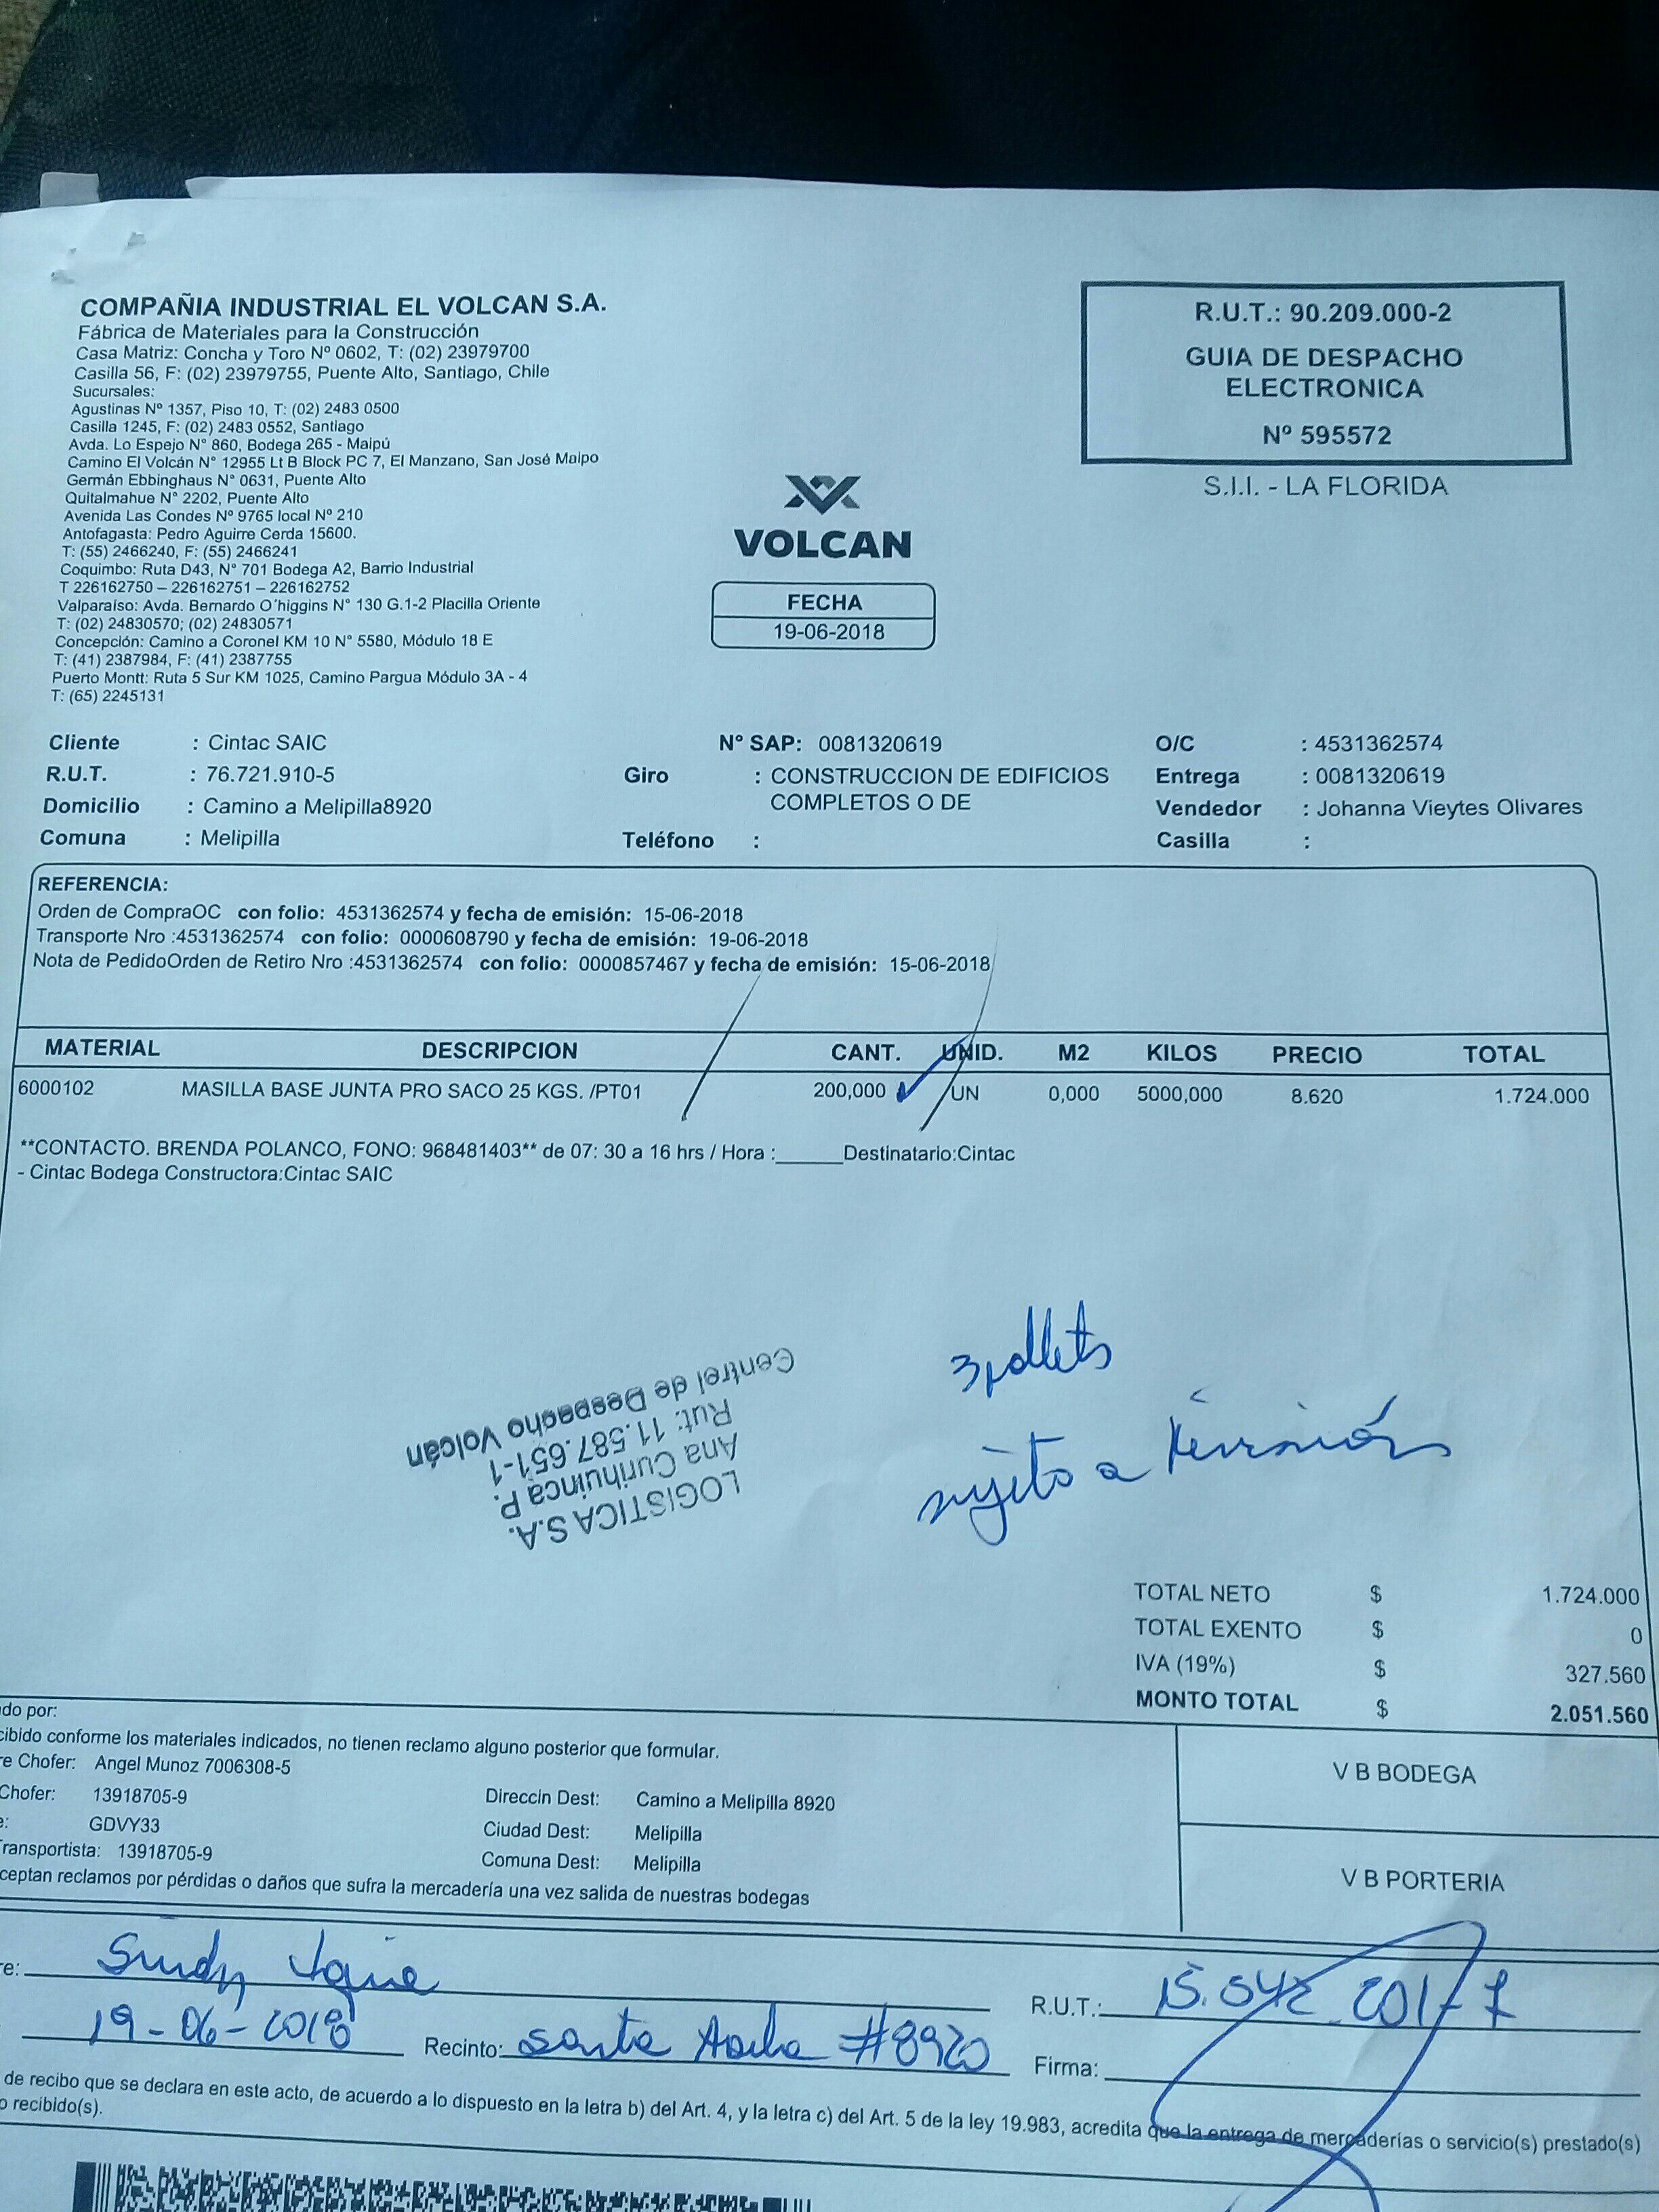 COMPAÑIA INDUSTRIAL EL VOLCAN S.A.
Fábrica de Materiales para la Construcción
Casa Matriz: Concha y Toro Nº 0602, T: (02) 23979700
Casilla 56, F: (02) 23979755, Puente Alto, Santiago, Chile
Sucursales:
Agustinas Nº 1357, Piso 10, T: (02) 2483 0500
Casilla 1245, F: (02) 2483 0552, Santiago
Avda. Lo Espejo N° 860, Bodega 265 - Maipú
Camino El Volcán N° 12955 Lt B Block PC 7, El Manzano, San José Maipo
Germán Ebbinghaus N° 0631, Puente Alto
Quitalmahue N° 2202, Puente Alto
Avenida Las Condes Nº 9765 local Nº 210
Antofagasta: Pedro Aguirre Cerda 15600.
T: (55) 2466240, F: (55) 2466241
Coquimbo: Ruta D43, N° 701 Bodega A2, Barrio Industrial
T 226162750 – 226162751 – 226162752
Valparaíso: Avda. Bernardo O´higgins N° 130 G.1-2 Placilla Oriente
T: (02) 24830570; (02) 24830571
Concepción: Camino a Coronel KM 10 N° 5580, Módulo 18 E
T: (41) 2387984, F: (41) 2387755
Puerto Montt: Ruta 5 Sur KM 1025, Camino Pargua Módulo 3A - 4
T: (65) 2245131
R.U.T.: 90.209.000-2
GUIA DE DESPACHO
ELECTRONICA
Nº 595572
S.I.I. - LA FLORIDA
VOLCAN
FECHA
19-06-2018
Cliente : Cintac SAIC N° SAP: 0081320619 O/C : 4531362574
R.U.T. : 76.721.910-5 Giro : CONSTRUCCION DE EDIFICIOS COMPLETOS O DE Entrega : 0081320619
Domicilio : Camino a Melipilla8920 Vendedor : Johanna Vieytes Olivares
Comuna : Melipilla Teléfono : Casilla :
REFERENCIA:
Orden de CompraOC con folio: 4531362574 y fecha de emisión: 15-06-2018
Transporte Nro :4531362574 con folio: 0000608790 y fecha de emisión: 19-06-2018
Nota de PedidoOrden de Retiro Nro :4531362574 con folio: 0000857467 y fecha de emisión: 15-06-2018
MATERIAL DESCRIPCION CANT. UNID. M2 KILOS PRECIO TOTAL
6000102 MASILLA BASE JUNTA PRO SACO 25 KGS. /PT01 200,000 UN 0,000 5000,000 8.620 1.724.000
**CONTACTO. BRENDA POLANCO, FONO: 968481403** de 07: 30 a 16 hrs / Hora :______Destinatario:Cintac
- Cintac Bodega Constructora:Cintac SAIC
3 pallets
sujeto a revisión
LOGISTICA S.A.
Ana Curihuinca P.
Rut: 11.587.651-1
Control de Despacho Volcán
TOTAL NETO $ 1.724.000
TOTAL EXENTO $ 0
IVA (19%) $ 327.560
MONTO TOTAL $ 2.051.560
do por:
cibido conforme los materiales indicados, no tienen reclamo alguno posterior que formular.
re Chofer: Angel Munoz 7006308-5
Chofer: 13918705-9 Direccin Dest: Camino a Melipilla 8920
e: GDVY33 Ciudad Dest: Melipilla
ransportista: 13918705-9 Comuna Dest: Melipilla
ceptan reclamos por pérdidas o daños que sufra la mercadería una vez salida de nuestras bodegas
V B BODEGA
V B PORTERIA
re: R.U.T.:
19-06-2018 Recinto: Santa #8920 Firma:
de recibo que se declara en este acto, de acuerdo a lo dispuesto en la letra b) del Art. 4, y la letra c) del Art. 5 de la ley 19.983, acredita que la entrega de mercaderías o servicio(s) prestado(s)
o recibido(s).